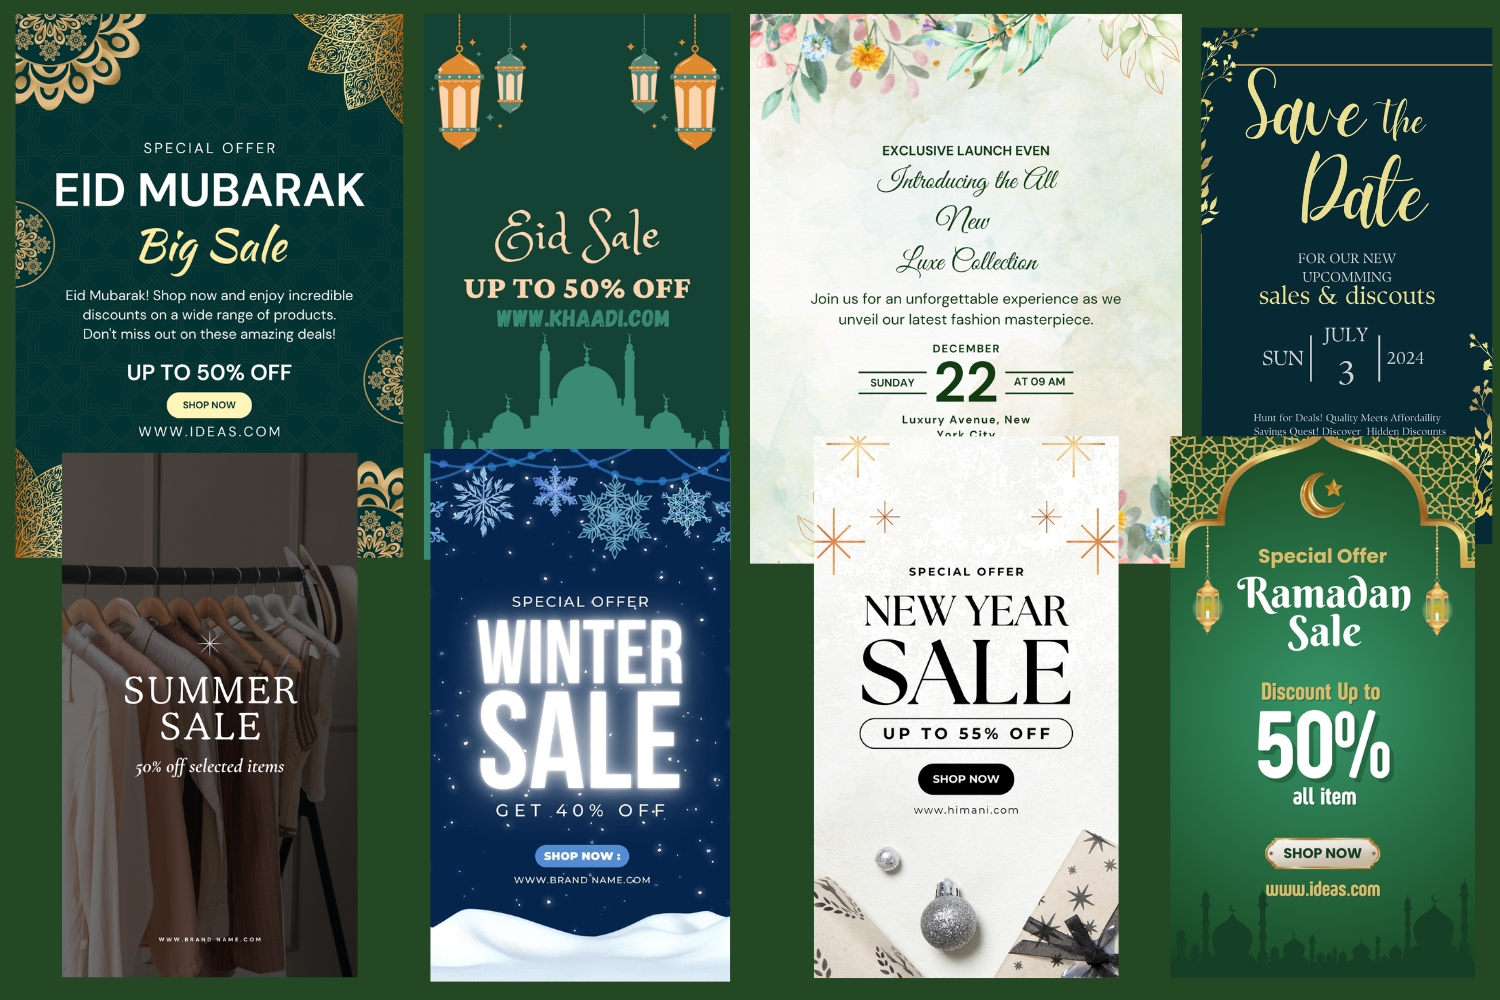 SPECIAL OFFER
EID MUBARAK
Big Sale
Eid Mubarak! Shop now and enjoy incredible
discounts on a wide range of products.
Don't miss out on these amazing deals!
UP TO 50% OFF
SHOP NOW
WWW.IDEAS.COM
Eid Sale
UP TO 50% OFF
WWW.KHAADI.COM
EXCLUSIVE LAUNCH EVEN
Introducing the All
New
Luxe Collection
Join us for an unforgettable experience as we
unveil our latest fashion masterpiece.
DECEMBER
SUNDAY 22 AT 09 AM
Luxury Avenue, New
York City
Save the
Date
FOR OUR NEW
UPCOMMING
sales & discouts
JULY
SUN 3 2024
Hunt for Deals! Quality Meets Affordaility
Savings Quest! Discover Hidden Discounts
SUMMER
SALE
50% off selected items
WWW.BRAND NAME.COM
SPECIAL OFFER
WINTER
SALE
GET 40% OFF
SHOP NOW :
WWW.BRAND NAME.COM
SPECIAL OFFER
NEW YEAR
SALE
UP TO 55% OFF
SHOP NOW
www.himani.com
Special Offer
Ramadan
Sale
Discount Up to
50%
all item
SHOP NOW
www.ideas.com